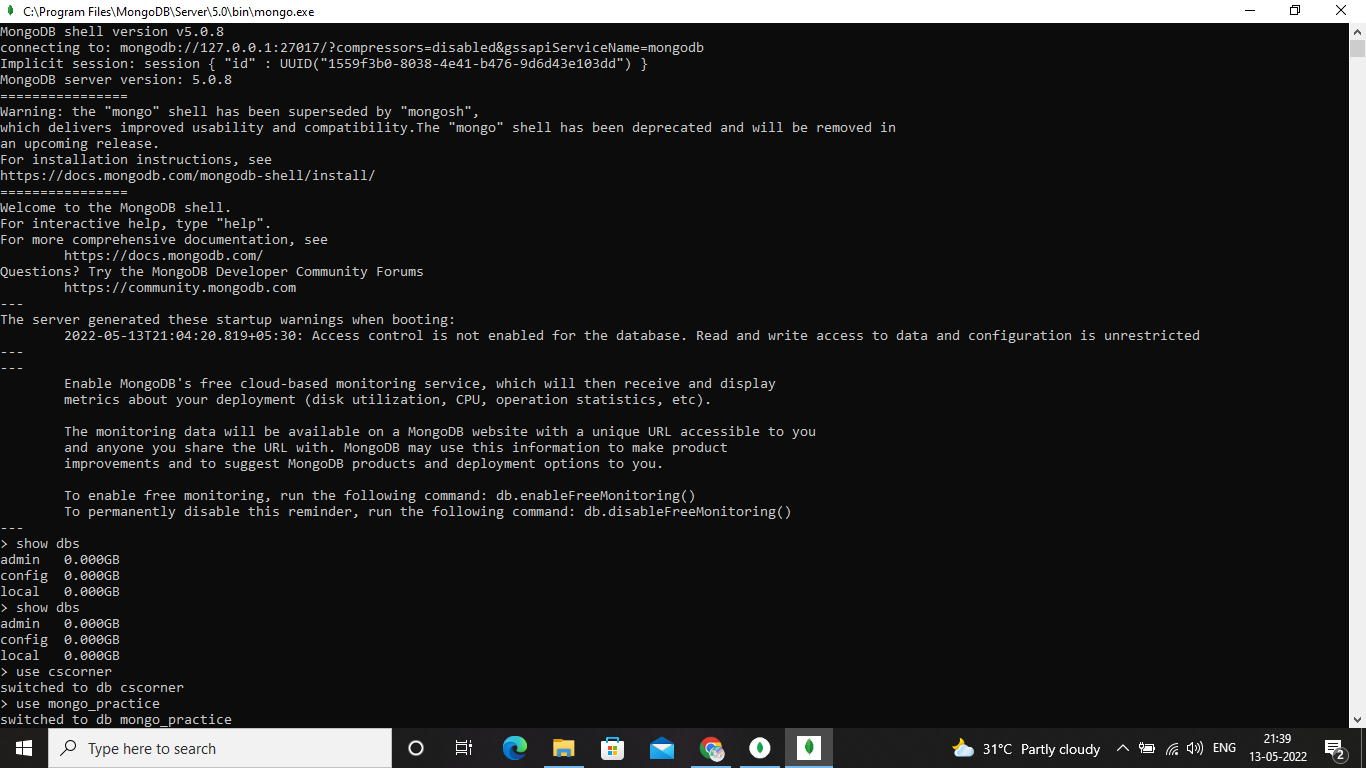 C:\Program Files\MongoDB\Server\5.0\bin\mongo.exe
MongoDB shell version v5.0.8
connecting to: mongodb://127.0.0.1:27017/?compressors=disabled&gssapiServiceName=mongodb
Implicit session: session { "id" : UUID("1559f3b0-8038-4e41-b476-9d6d43e103dd") }
MongoDB server version: 5.0.8
================
Warning: the "mongo" shell has been superseded by "mongosh",
which delivers improved usability and compatibility.The "mongo" shell has been deprecated and will be removed in
an upcoming release.
For installation instructions, see
https://docs.mongodb.com/mongodb-shell/install/
================
Welcome to the MongoDB shell.
For interactive help, type "help".
For more comprehensive documentation, see
https://docs.mongodb.com/
Questions? Try the MongoDB Developer Community Forums
https://community.mongodb.com
---
The server generated these startup warnings when booting:
2022-05-13T21:04:20.819+05:30: Access control is not enabled for the database. Read and write access to data and configuration is unrestricted
---
---
Enable MongoDB's free cloud-based monitoring service, which will then receive and display
metrics about your deployment (disk utilization, CPU, operation statistics, etc).
The monitoring data will be available on a MongoDB website with a unique URL accessible to you
and anyone you share the URL with. MongoDB may use this information to make product
improvements and to suggest MongoDB products and deployment options to you.
To enable free monitoring, run the following command: db.enableFreeMonitoring()
To permanently disable this reminder, run the following command: db.disableFreeMonitoring()
---
> show dbs
admin   0.000GB
config  0.000GB
local   0.000GB
> show dbs
admin   0.000GB
config  0.000GB
local   0.000GB
> use cscorner
switched to db cscorner
> use mongo_practice
switched to db mongo_practice
Type here to search
31°C Partly cloudy
ENG
21:39
13-05-2022
2